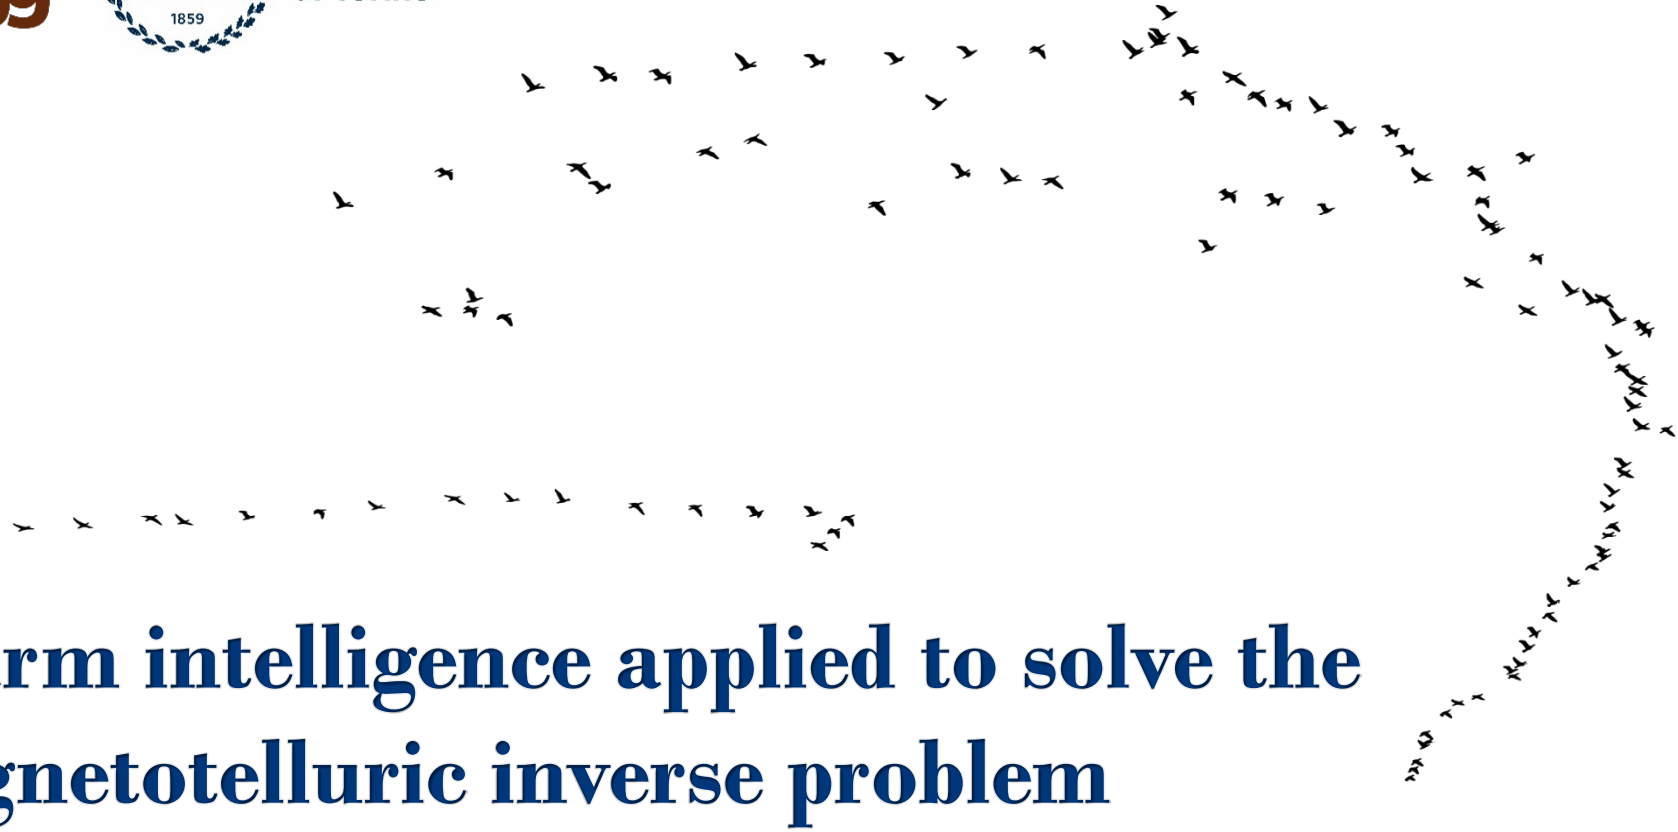 1859
rm intelligence applied to solve the
gnetotelluric inverse problem